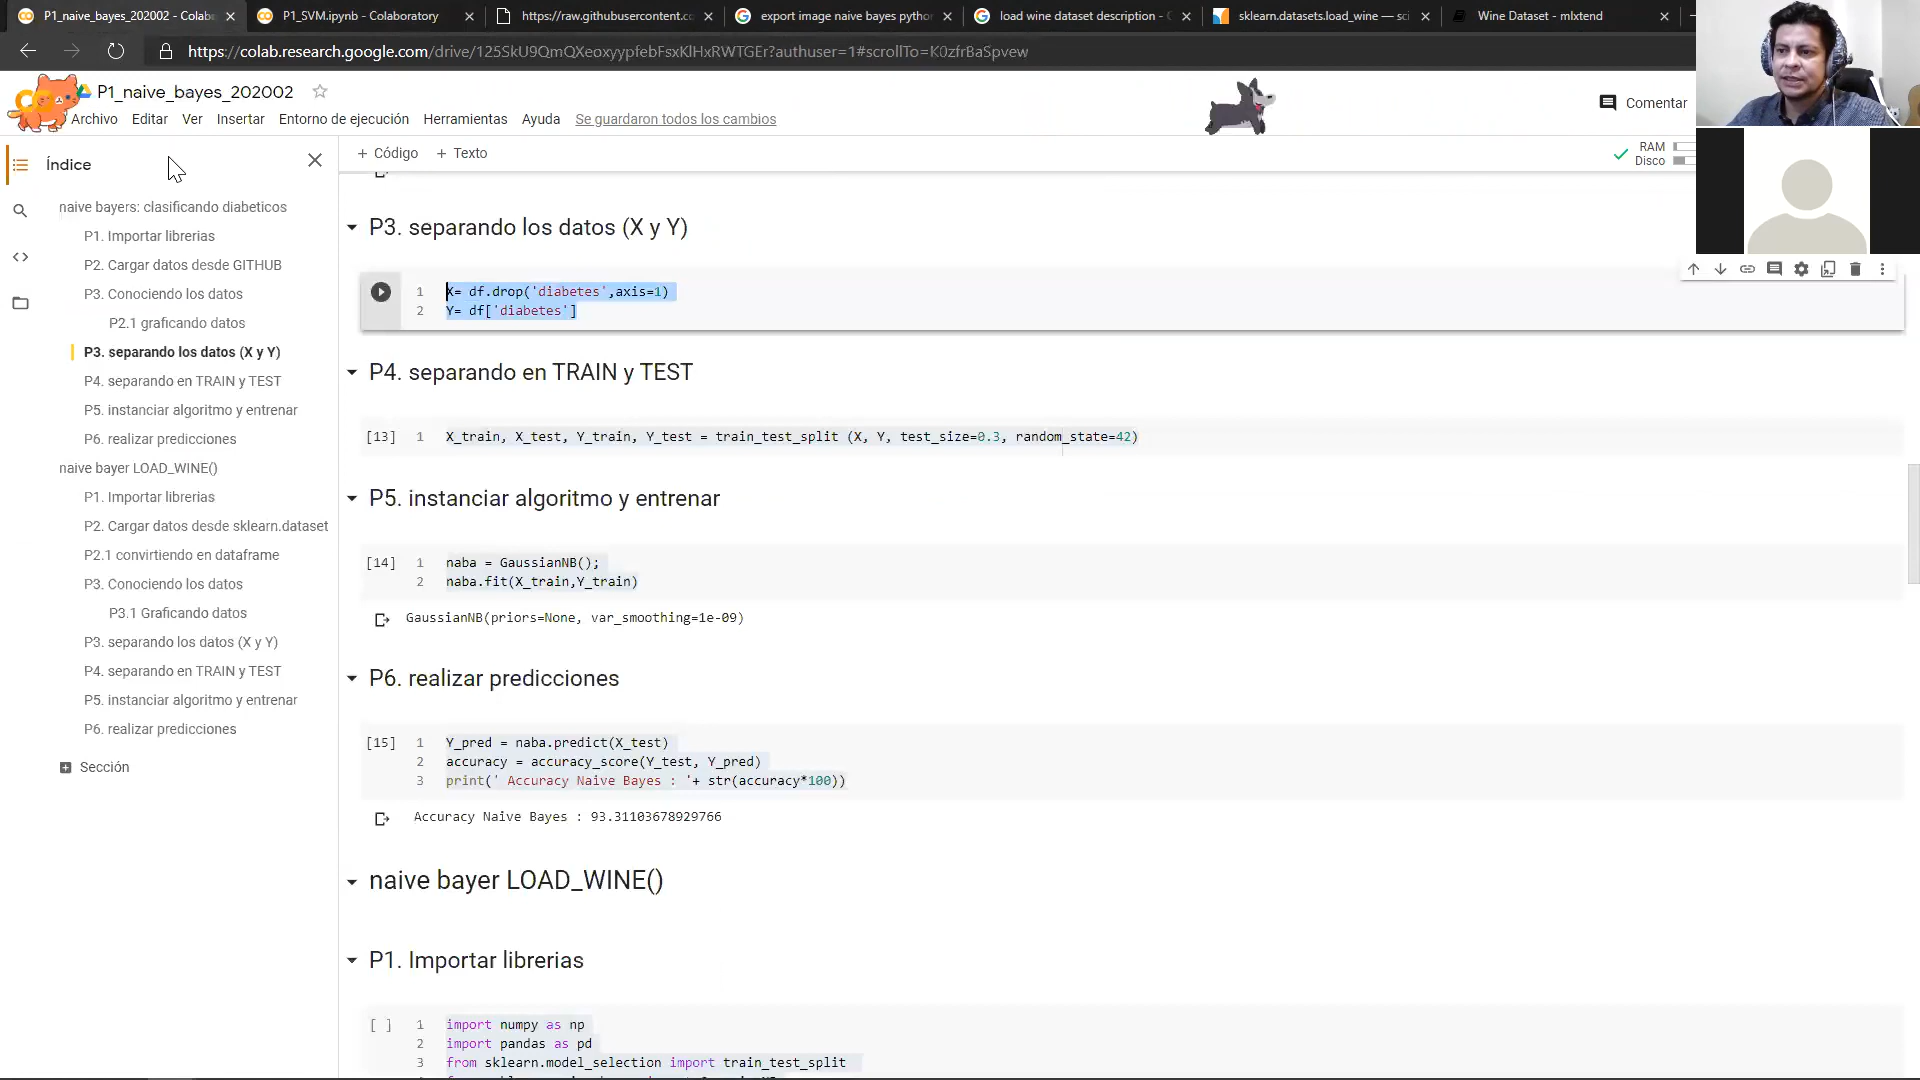 P1_naive_bayes_202002 - Colab
P1_SVM.ipynb - Colaboratory
https://raw.githubusercontent.cc
export image naive bayes python
load wine dataset description - G
sklearn.datasets.load_wine — sci
Wine Dataset - mlxtend
https://colab.research.google.com/drive/125SkU9QmQXeoxyypfebFsxKlHxRWTGEr?authuser=1#scrollTo=K0zfrBaSpvew
P1_naive_bayes_202002
Archivo Editar Ver Insertar Entorno de ejecución Herramientas Ayuda Se guardaron todos los cambios
Comentar
+ Código + Texto
RAM
Disco
Índice
naive bayers: clasificando diabeticos
P1. Importar librerias
P2. Cargar datos desde GITHUB
P3. Conociendo los datos
P2.1 graficando datos
P3. separando los datos (X y Y)
P4. separando en TRAIN y TEST
P5. instanciar algoritmo y entrenar
P6. realizar predicciones
naive bayer LOAD_WINE()
P1. Importar librerias
P2. Cargar datos desde sklearn.dataset
P2.1 convirtiendo en dataframe
P3. Conociendo los datos
P3.1 Graficando datos
P3. separando los datos (X y Y)
P4. separando en TRAIN y TEST
P5. instanciar algoritmo y entrenar
P6. realizar predicciones
Sección
P3. separando los datos (X y Y)
1 X= df.drop('diabetes',axis=1)
2 Y= df['diabetes']
P4. separando en TRAIN y TEST
[13] 1 X_train, X_test, Y_train, Y_test = train_test_split (X, Y, test_size=0.3, random_state=42)
P5. instanciar algoritmo y entrenar
[14] 1 naba = GaussianNB();
2 naba.fit(X_train,Y_train)
GaussianNB(priors=None, var_smoothing=1e-09)
P6. realizar predicciones
[15] 1 Y_pred = naba.predict(X_test)
2 accuracy = accuracy_score(Y_test, Y_pred)
3 print(' Accuracy Naive Bayes : '+ str(accuracy*100))
Accuracy Naive Bayes : 93.31103678929766
naive bayer LOAD_WINE()
P1. Importar librerias
[ ] 1 import numpy as np
2 import pandas as pd
3 from sklearn.model_selection import train_test_split